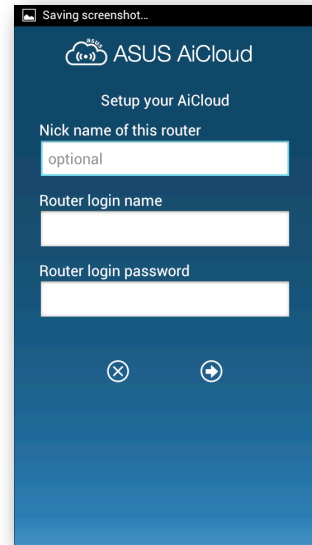 Saving screenshot...
asus
ASUS AiCloud
Setup your AiCloud
Nick name of this router
optional
Router login name
Router login password